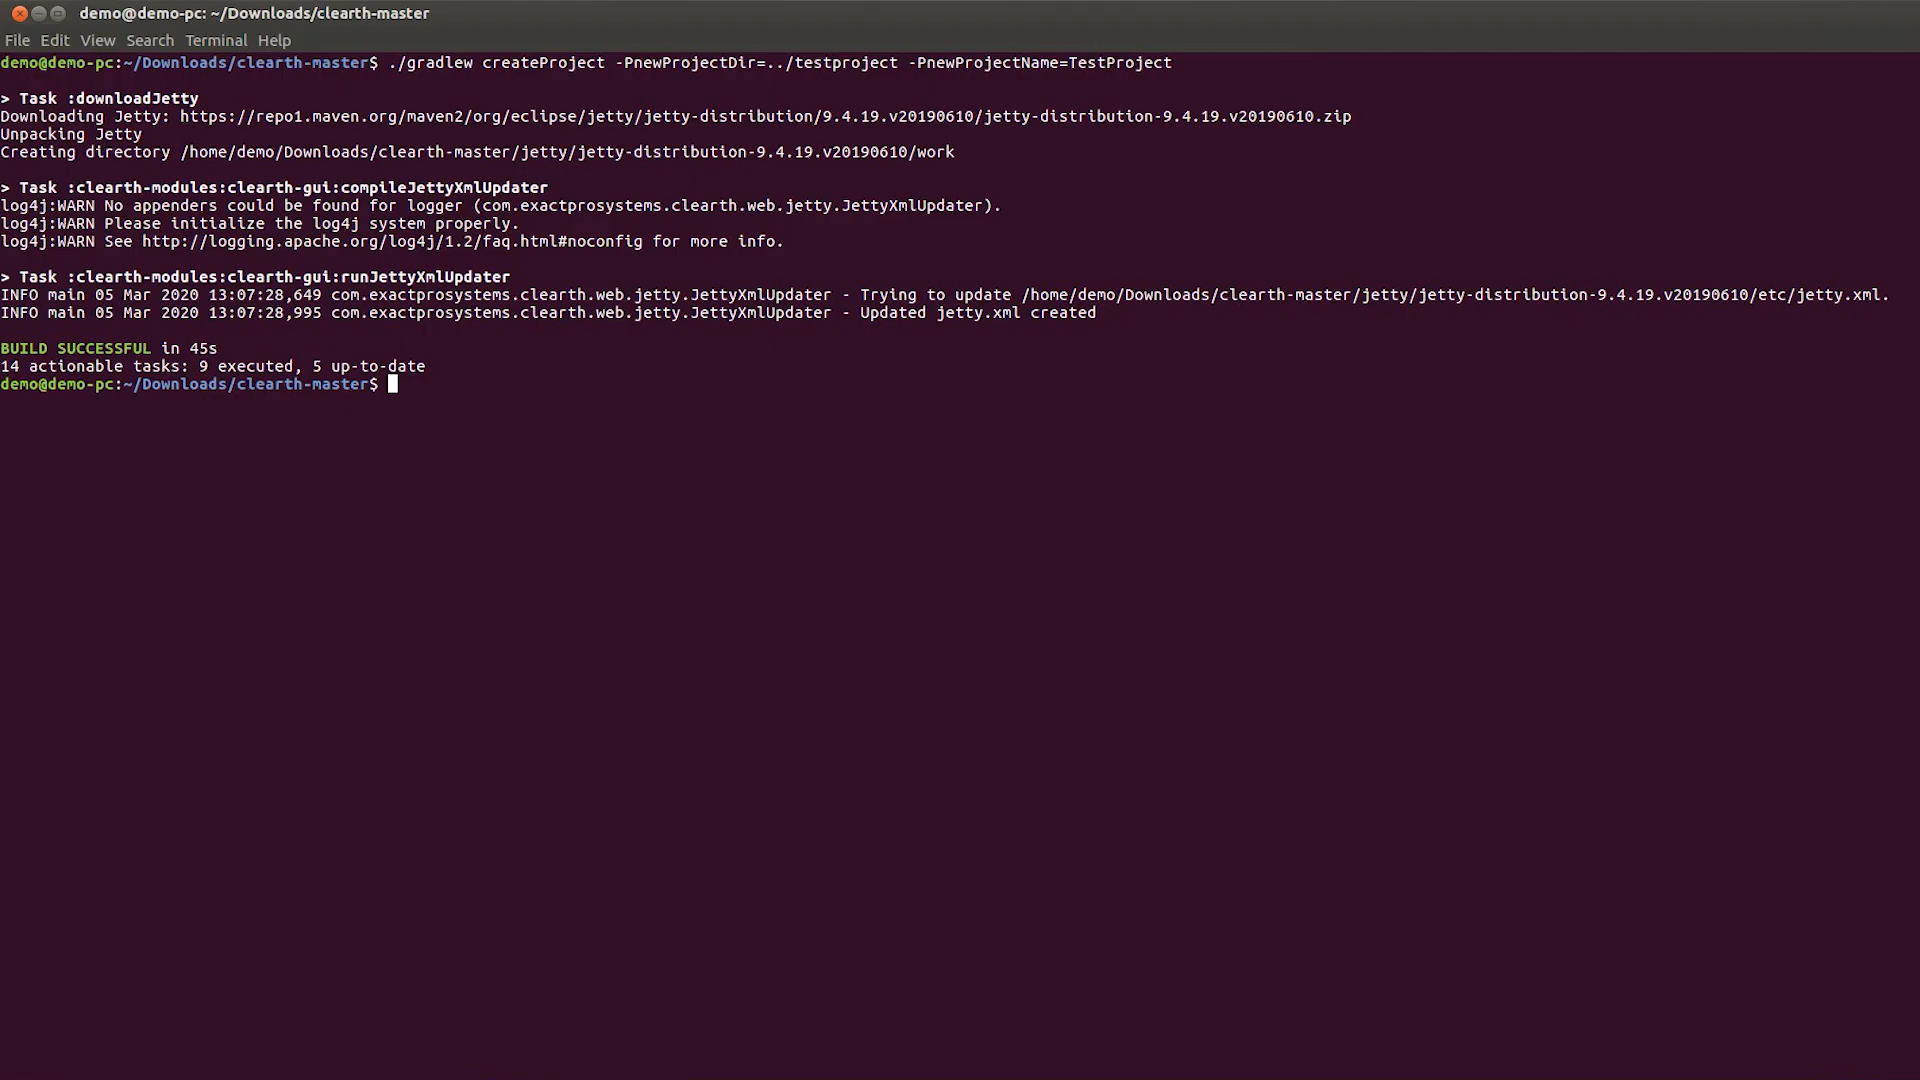 demo@demo-pc: ~/Downloads/clearth-master
File Edit View Search Terminal Help
demo@demo-pc:~/Downloads/clearth-master$ ./gradlew createProject -PnewProjectDir=../testproject -PnewProjectName=TestProject
> Task :downloadJetty
Downloading Jetty: https://repo1.maven.org/maven2/org/eclipse/jetty/jetty-distribution/9.4.19.v20190610/jetty-distribution-9.4.19.v20190610.zip
Unpacking Jetty
Creating directory /home/demo/Downloads/clearth-master/jetty/jetty-distribution-9.4.19.v20190610/work
> Task :clearth-modules:clearth-gui:compileJettyXmlUpdater
log4j:WARN No appenders could be found for logger (com.exactprosystems.clearth.web.jetty.JettyXmlUpdater).
log4j:WARN Please initialize the log4j system properly.
log4j:WARN See http://logging.apache.org/log4j/1.2/faq.html#noconfig for more info.
> Task :clearth-modules:clearth-gui:runJettyXmlUpdater
INFO main 05 Mar 2020 13:07:28,649 com.exactprosystems.clearth.web.jetty.JettyXmlUpdater - Trying to update /home/demo/Downloads/clearth-master/jetty/jetty-distribution-9.4.19.v20190610/etc/jetty.xml.
INFO main 05 Mar 2020 13:07:28,995 com.exactprosystems.clearth.web.jetty.JettyXmlUpdater - Updated jetty.xml created
BUILD SUCCESSFUL in 45s
14 actionable tasks: 9 executed, 5 up-to-date
demo@demo-pc:~/Downloads/clearth-master$